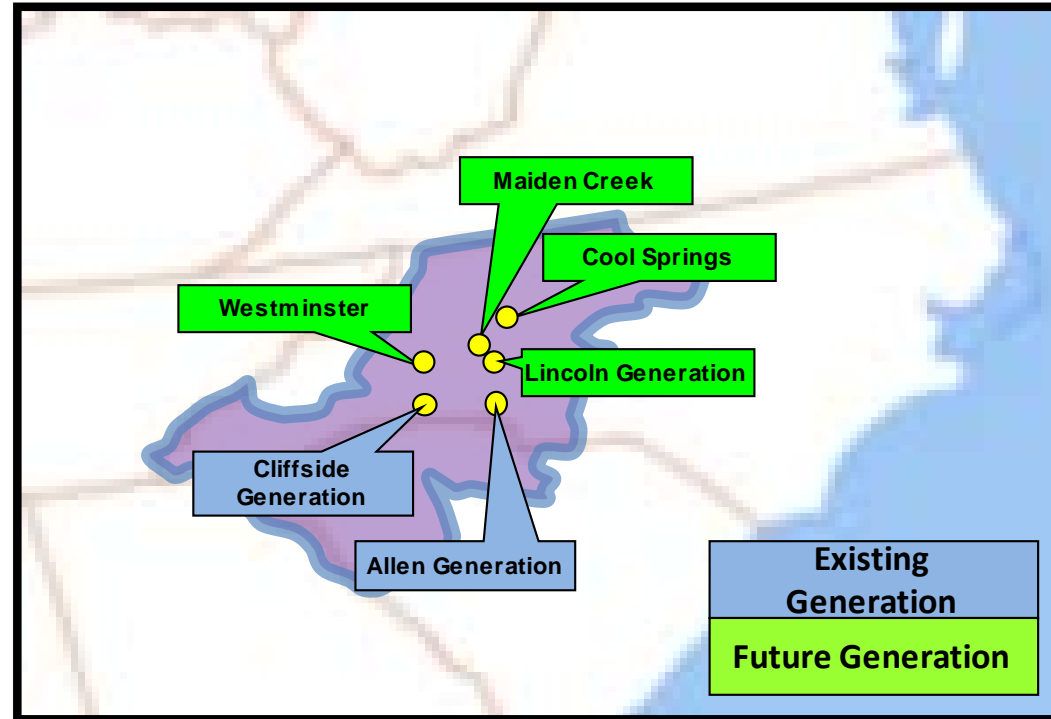 Maiden Creek
Cool Springs
Westminster
Lincoln Generation
Cliffside
Generation
Allen Generation
Existing
Generation
Future Generation